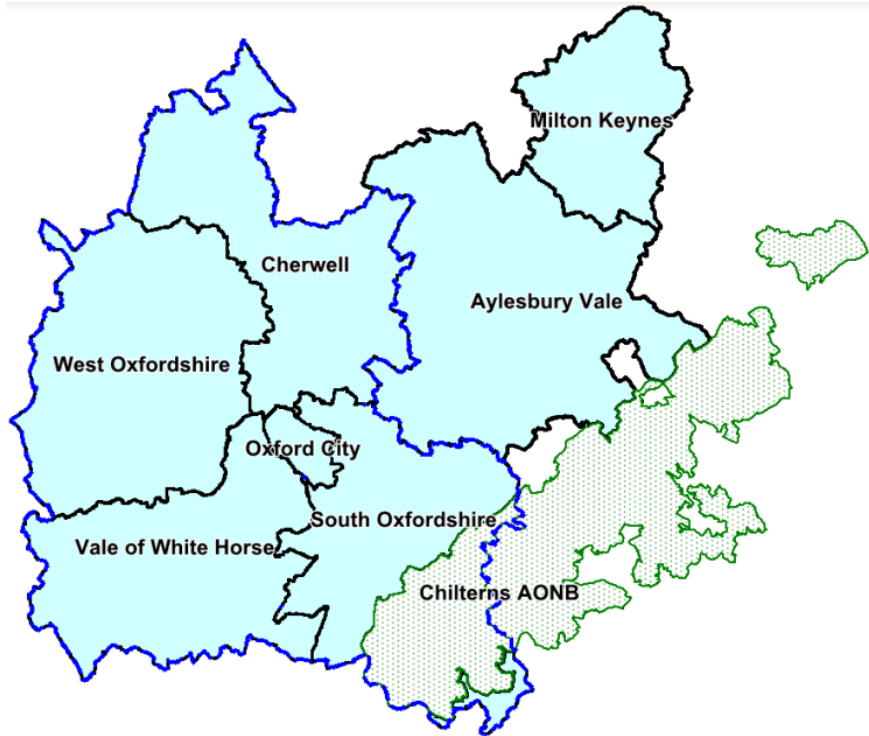 Milton Keynes
Cherwell
Aylesbury Vale
West Oxfordshire
Oxford City
South Oxfordshire
Vale of White Horse
Chilterns AONB